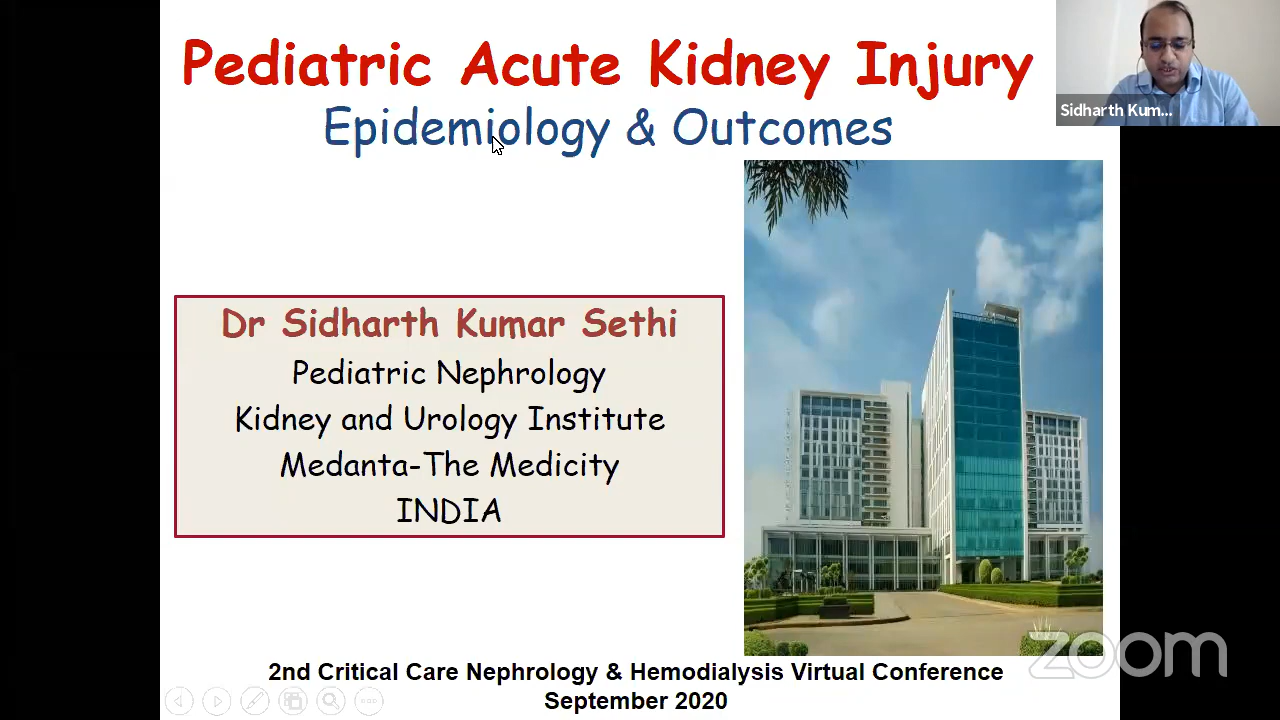 Pediatric Acute Kidney Injury
Epidemiology & Outcomes
Sidharth Kum...
Dr Sidharth Kumar Sethi
Pediatric Nephrology
Kidney and Urology Institute
Medanta-The Medicity
INDIA
2nd Critical Care Nephrology & Hemodialysis Virtual Conference
September 2020
zoom